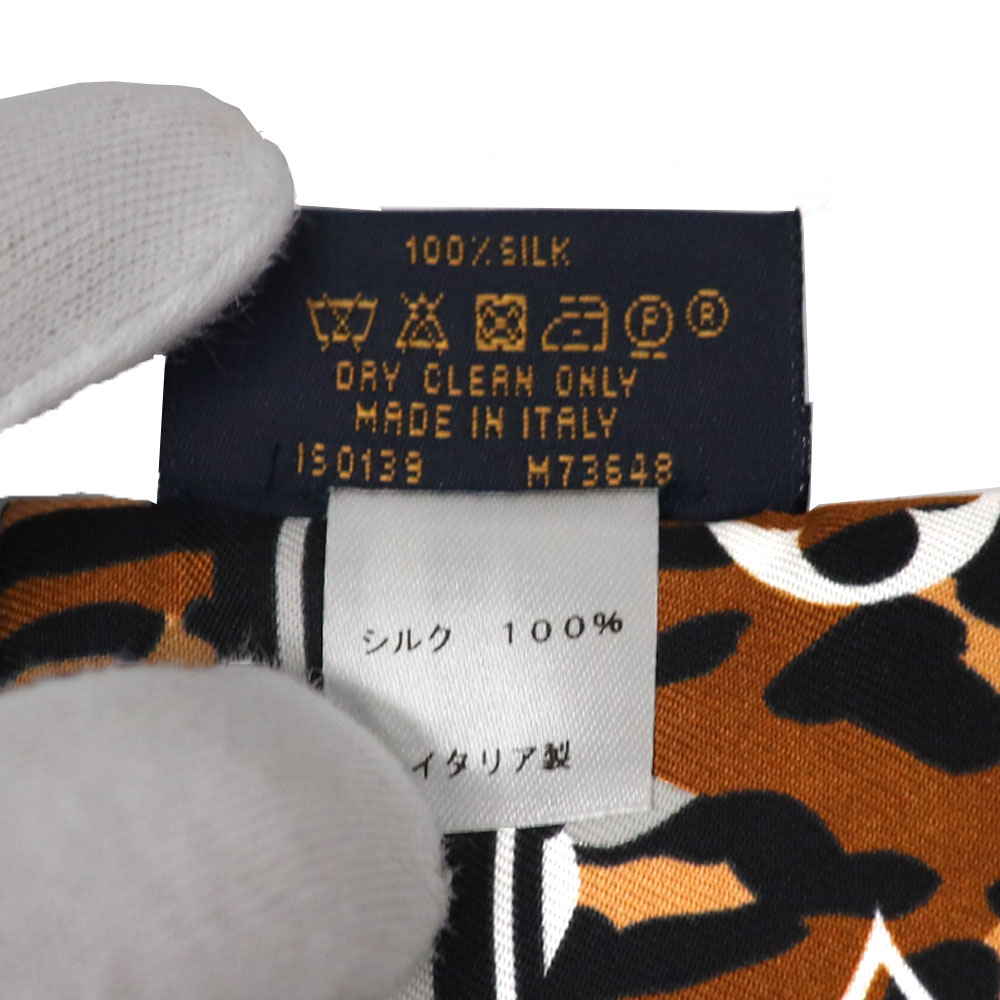 100% SILK
P R
DRY CLEAN ONLY
MADE IN ITALY
IS0139 M73648
シルク 100%
イタリア製